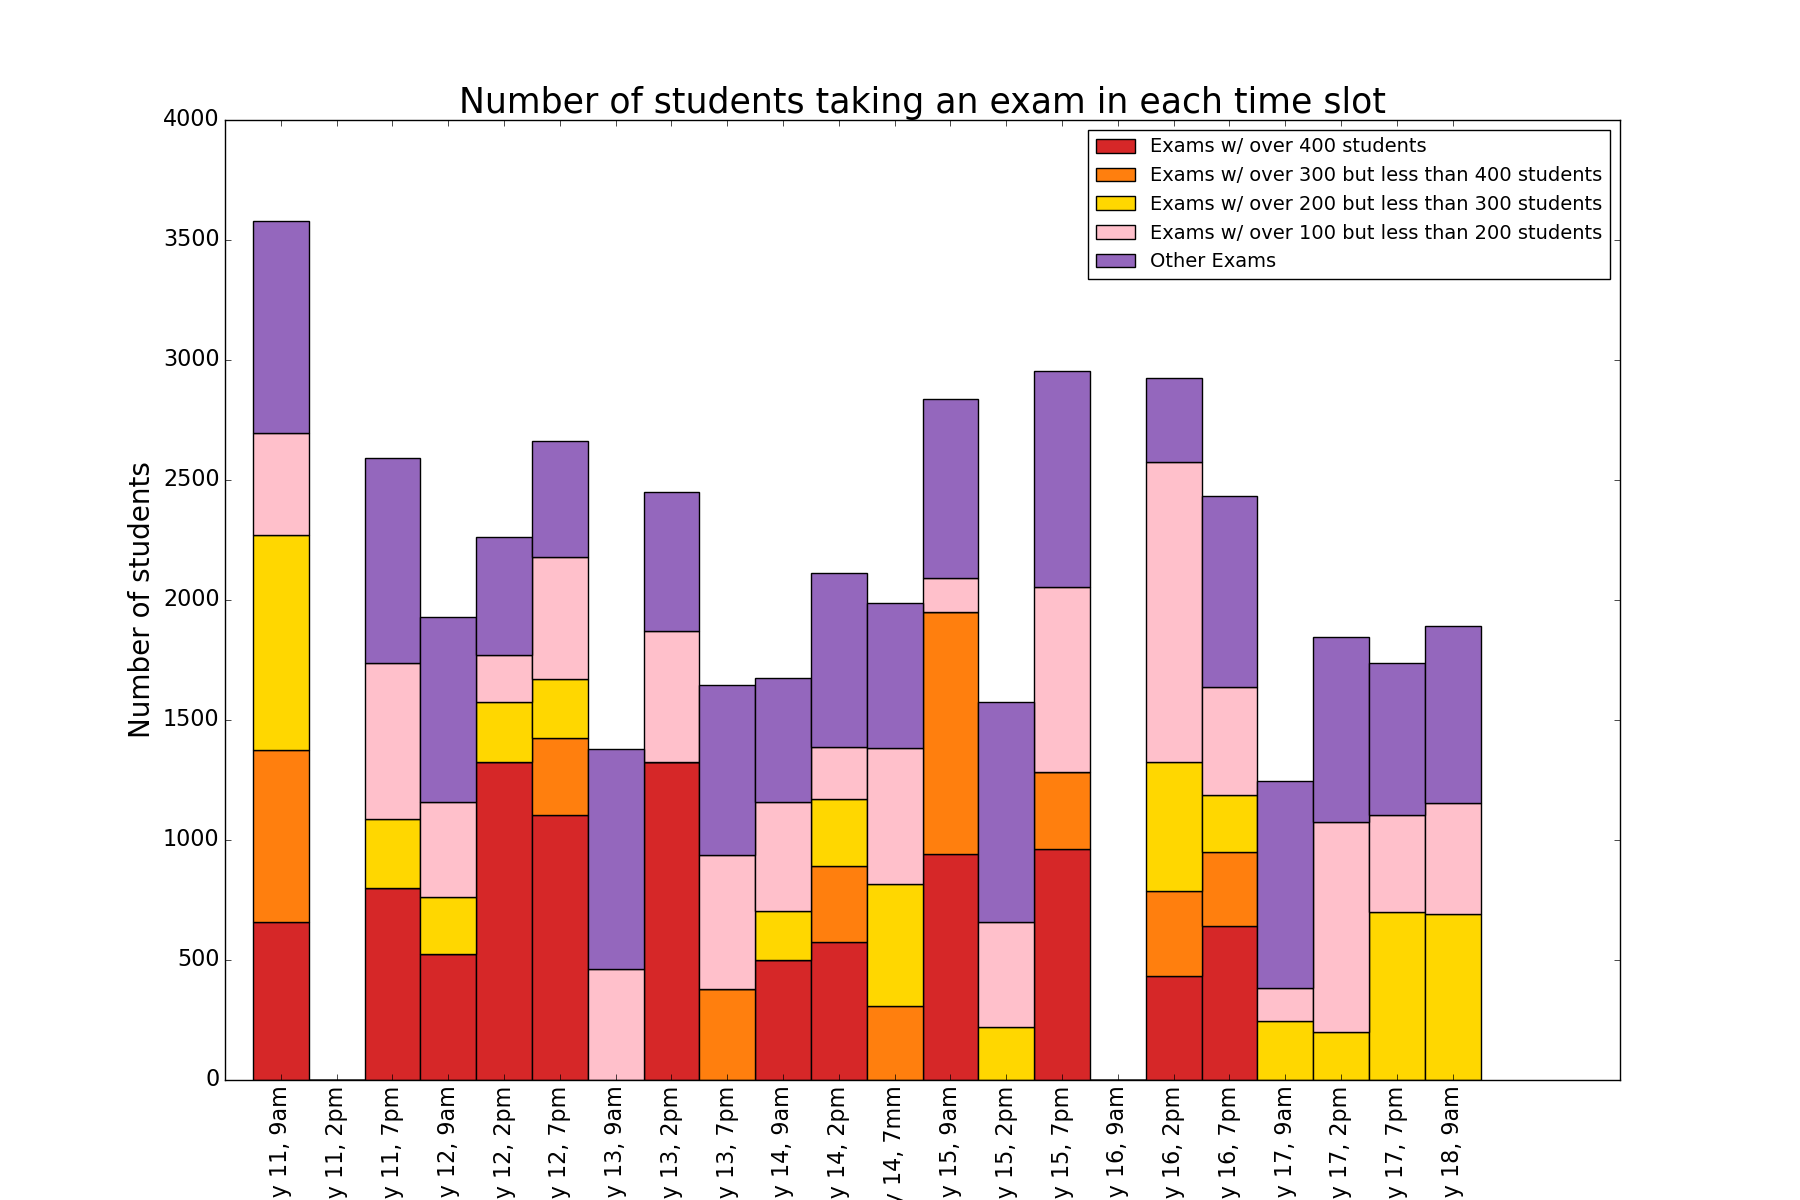 Number of students taking an exam in each time slot
4000
3500
3000
2500
2000
1500
1000
500
0
Number of students
Exams w/ over 400 students
Exams w/ over 300 but less than 400 students
Exams w/ over 200 but less than 300 students
Exams w/ over 100 but less than 200 students
Other Exams
y 11, 9am
y 11, 2pm
y 11, 7pm
y 12, 9am
y 12, 2pm
y 12, 7pm
y 13, 9am
y 13, 2pm
y 13, 7pm
y 14, 9am
y 14, 2pm
y 14, 7mm
y 15, 9am
y 15, 2pm
y 15, 7pm
y 16, 9am
y 16, 2pm
y 16, 7pm
y 17, 9am
y 17, 2pm
y 17, 7pm
y 18, 9am